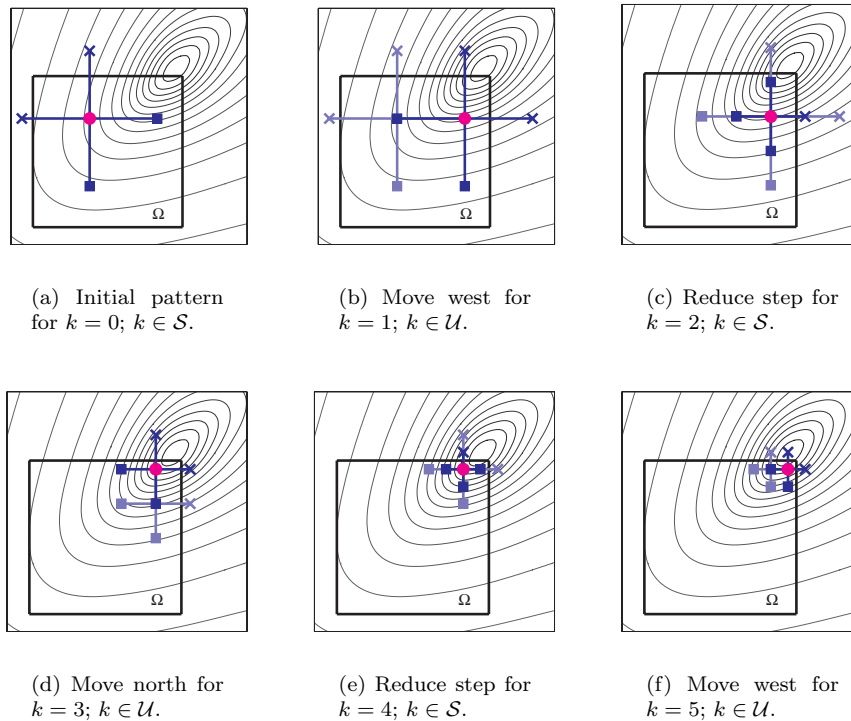 Ω
Ω
Ω
(a) Initial pattern
for k = 0; k ∈ S.
(b) Move west for
k = 1; k ∈ U.
(c) Reduce step for
k = 2; k ∈ S.
Ω
Ω
Ω
(d) Move north for
k = 3; k ∈ U.
(e) Reduce step for
k = 4; k ∈ S.
(f) Move west for
k = 5; k ∈ U.